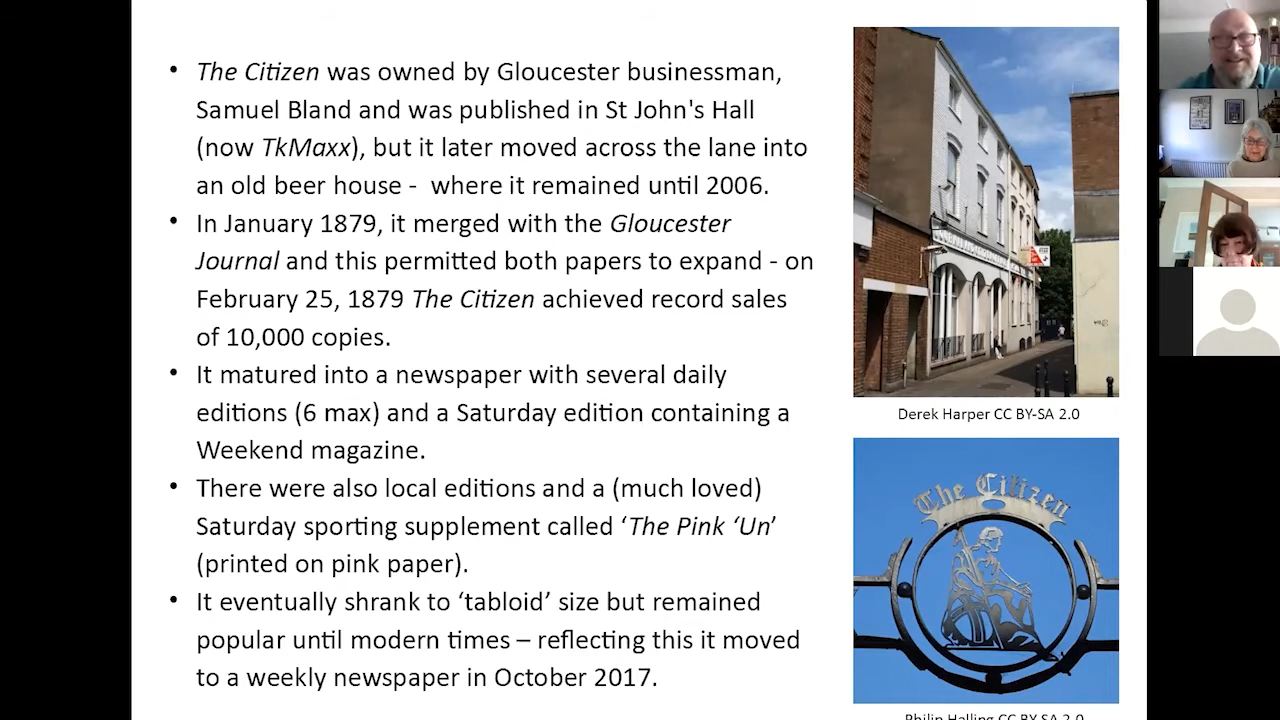 • The Citizen was owned by Gloucester businessman,
Samuel Bland and was published in St John's Hall
(now TkMaxx), but it later moved across the lane into
an old beer house -  where it remained until 2006.
• In January 1879, it merged with the Gloucester
Journal and this permitted both papers to expand - on
February 25, 1879 The Citizen achieved record sales
of 10,000 copies.
• It matured into a newspaper with several daily
editions (6 max) and a Saturday edition containing a
Weekend magazine.
• There were also local editions and a (much loved)
Saturday sporting supplement called ‘The Pink ‘Un’
(printed on pink paper).
• It eventually shrank to ‘tabloid’ size but remained
popular until modern times – reflecting this it moved
to a weekly newspaper in October 2017.
Derek Harper CC BY-SA 2.0
The Citizen
Philip Halling CC BY SA 2.0